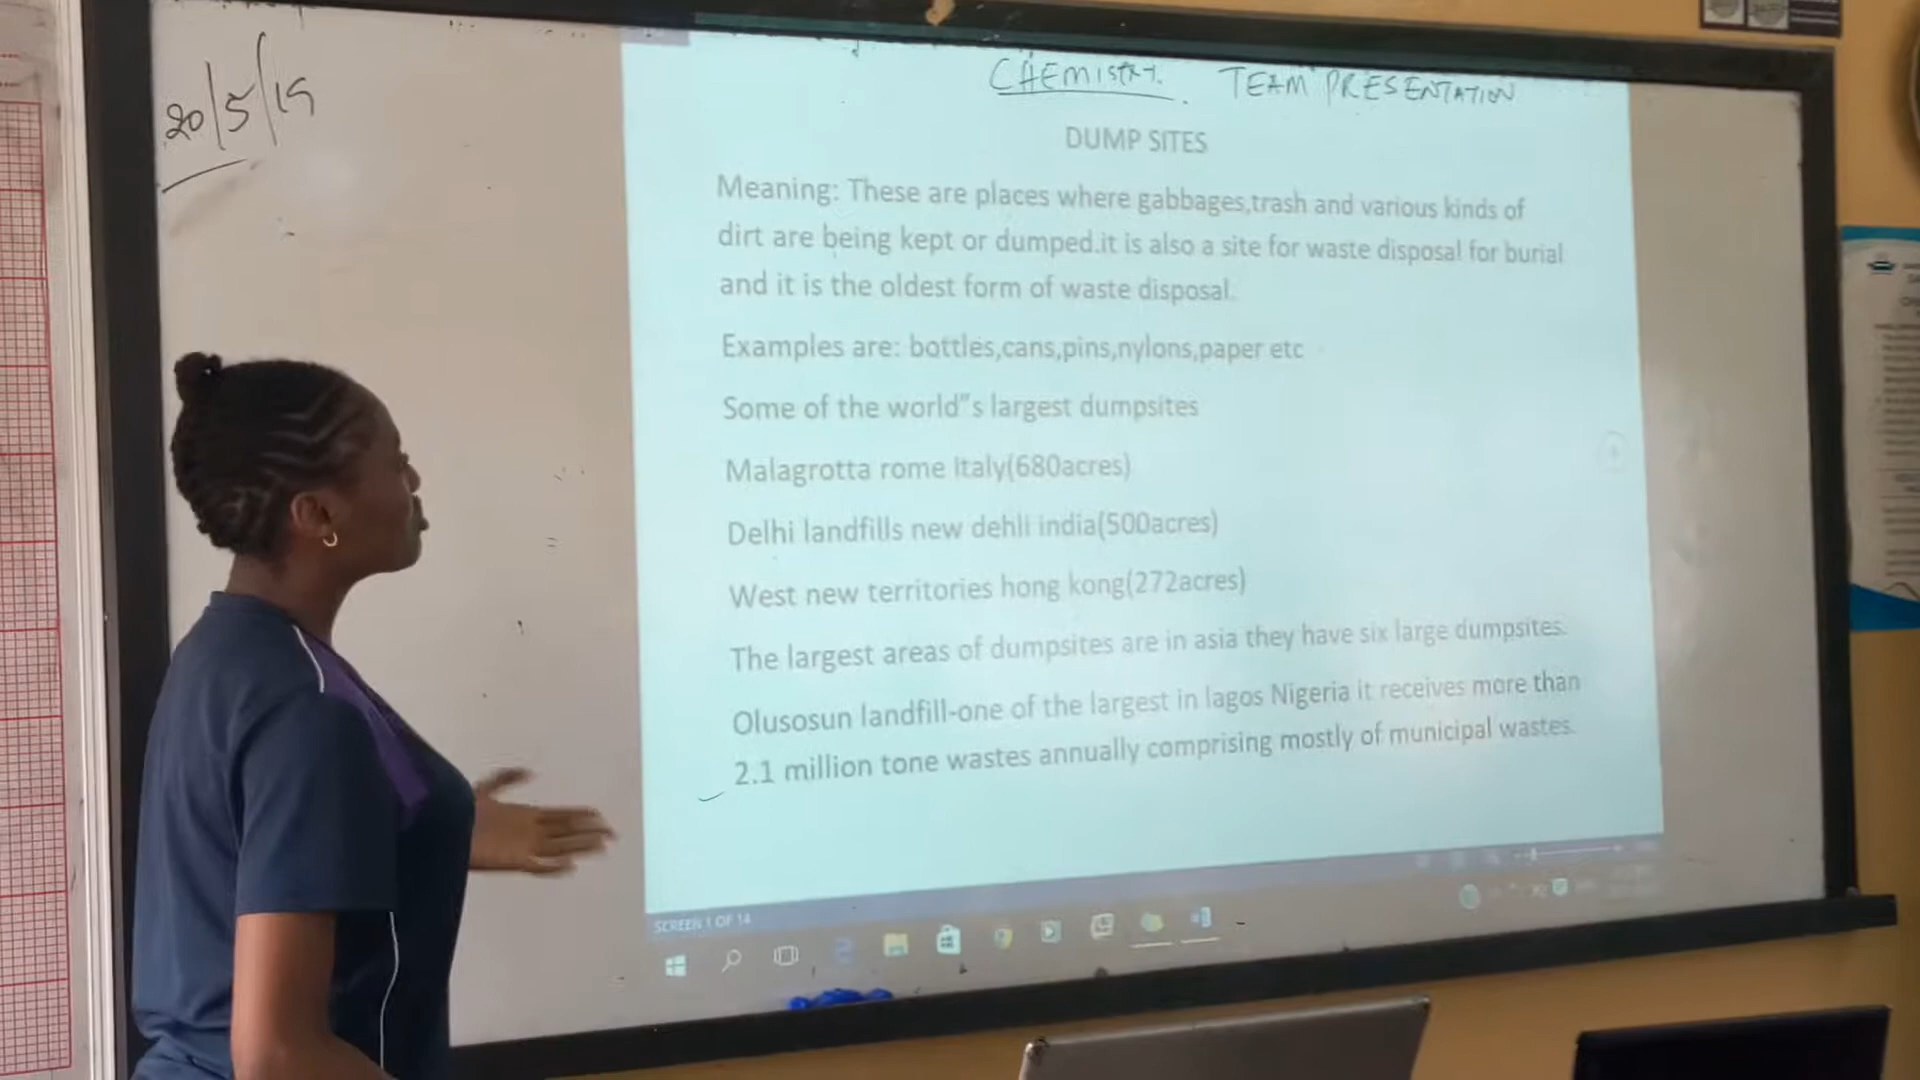 20/5/19
CHEMISTRY. TEAM PRESENTATION
DUMP SITES
Meaning: These are places where gabbages,trash and various kinds of
dirt are being kept or dumped.it is also a site for waste disposal for burial
and it is the oldest form of waste disposal.
Examples are: bottles,cans,pins,nylons,paper etc
Some of the world"s largest dumpsites
Malagrotta rome italy(680acres)
Delhi landfills new dehli india(500acres)
West new territories hong kong(272acres)
The largest areas of dumpsites are in asia they have six large dumpsites.
Olusosun landfill-one of the largest in lagos Nigeria it receives more than
2.1 million tone wastes annually comprising mostly of municipal wastes.
SCREEN 1 OF 14